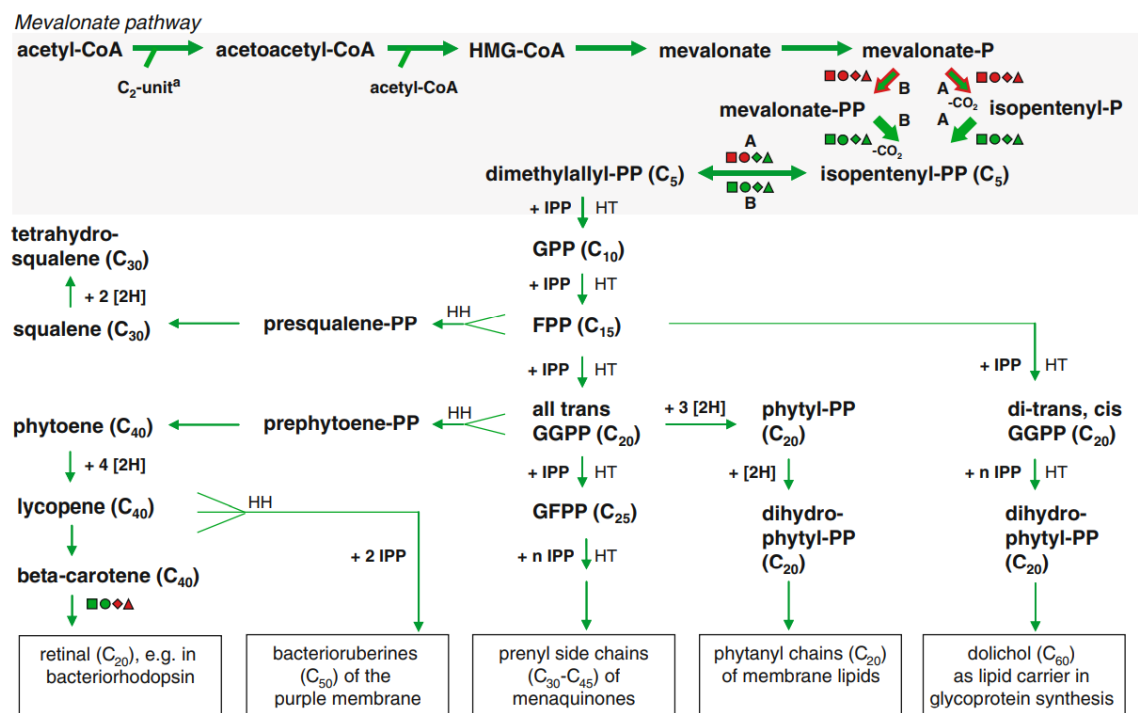 Mevalonate pathway
acetyl-CoA
acetoacetyl-CoA
HMG-CoA
mevalonate
mevalonate-P
C₂-unitᵃ
acetyl-CoA
B
A
-CO₂
mevalonate-PP
isopentenyl-P
B
A
-CO₂
A
dimethylallyl-PP (C₅)
isopentenyl-PP (C₅)
B
+ IPP
HT
tetrahydro-
squalene (C₃₀)
GPP (C₁₀)
+ 2 [2H]
+ IPP
HT
squalene (C₃₀)
presqualene-PP
HH
FPP (C₁₅)
+ IPP
HT
+ IPP
HT
phytoene (C₄₀)
prephytoene-PP
HH
all trans
GGPP (C₂₀)
+ 3 [2H]
phytyl-PP
(C₂₀)
di-trans, cis
GGPP (C₂₀)
+ 4 [2H]
+ IPP
HT
+ [2H]
+ n IPP
HT
lycopene (C₄₀)
HH
GFPP (C₂₅)
dihydro-
phytyl-PP
(C₂₀)
dihydro-
phytyl-PP
(C₂₀)
+ 2 IPP
+ n IPP
HT
beta-carotene (C₄₀)
retinal (C₂₀), e.g. in
bacteriorhodopsin
bacterioruberines
(C₅₀) of the
purple membrane
prenyl side chains
(C₃₀-C₄₅) of
menaquinones
phytanyl chains (C₂₀)
of membrane lipids
dolichol (C₆₀)
as lipid carrier in
glycoprotein synthesis